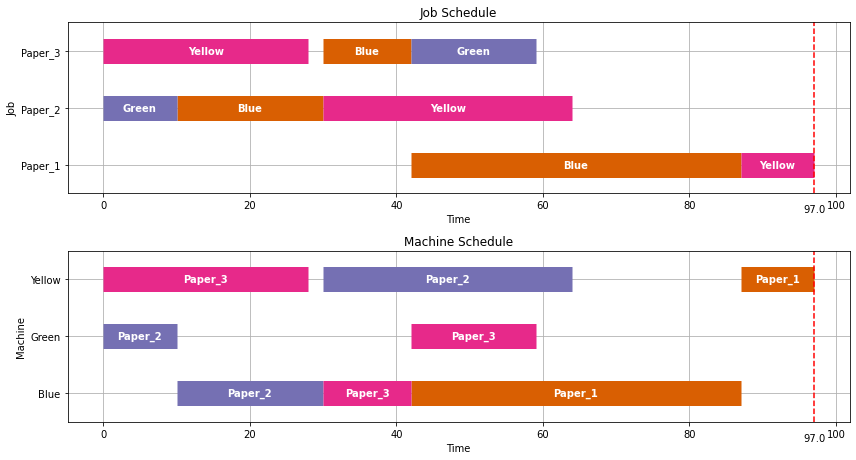 Job Schedule
Paper_3 Yellow Blue Green
Paper_2 Green Blue Yellow
Paper_1 Blue Yellow
Job
0 20 40 60 80 100
97.0
Time
Machine Schedule
Yellow Paper_3 Paper_2 Paper_1
Green Paper_2 Paper_3
Blue Paper_2 Paper_3 Paper_1
Machine
0 20 40 60 80 100
97.0
Time